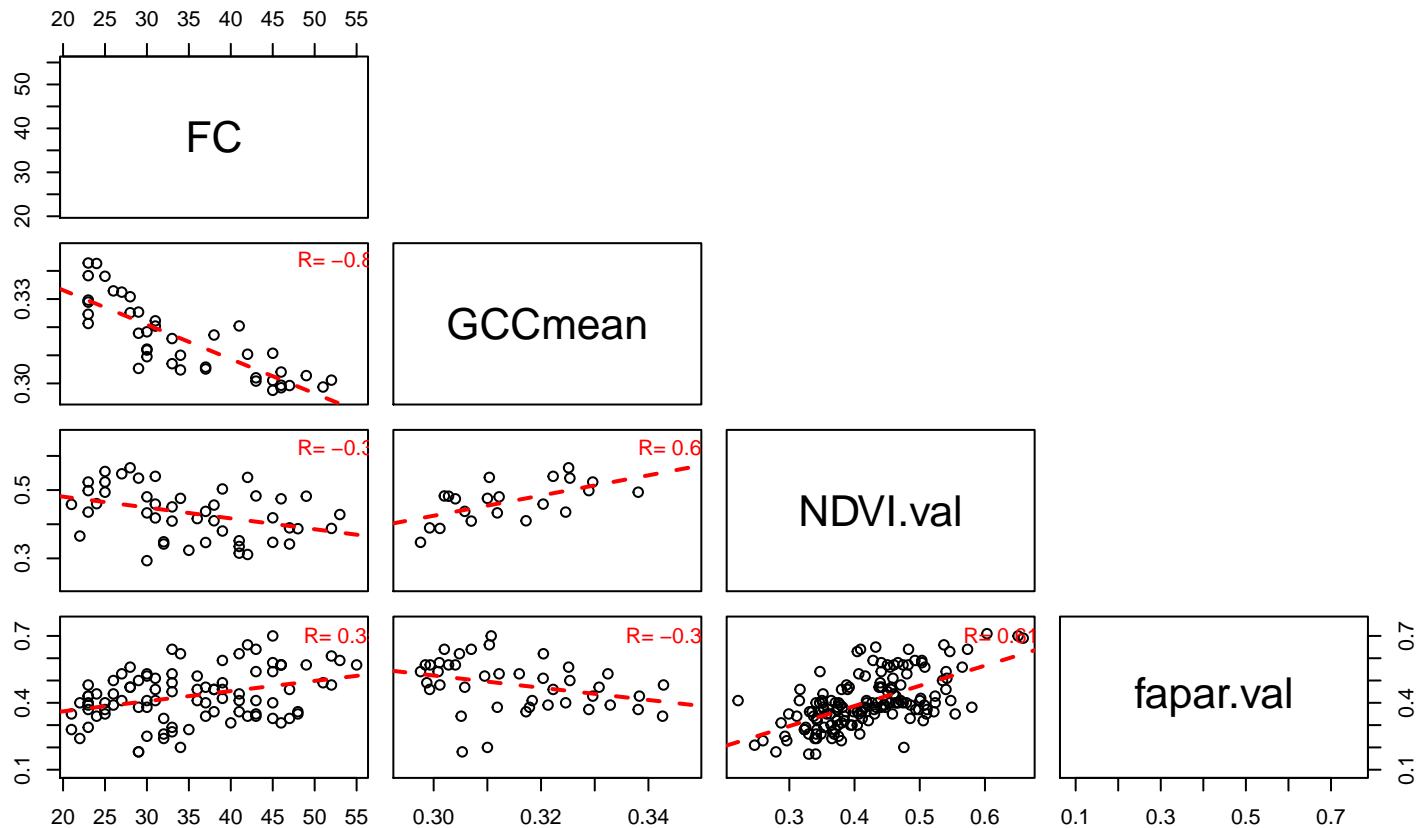 20 25 30 35 40 45 50 55
20 30 40 50
FC
0.30 0.33
R= −0.8
GCCmean
0.3 0.5
R= −0.3
R= 0.6
NDVI.val
0.1 0.4 0.7
R= 0.3
R= −0.3
R= 0.61
fapar.val
0.1 0.4 0.7
20 25 30 35 40 45 50 55
0.30 0.32 0.34
0.3 0.4 0.5 0.6
0.1 0.3 0.5 0.7